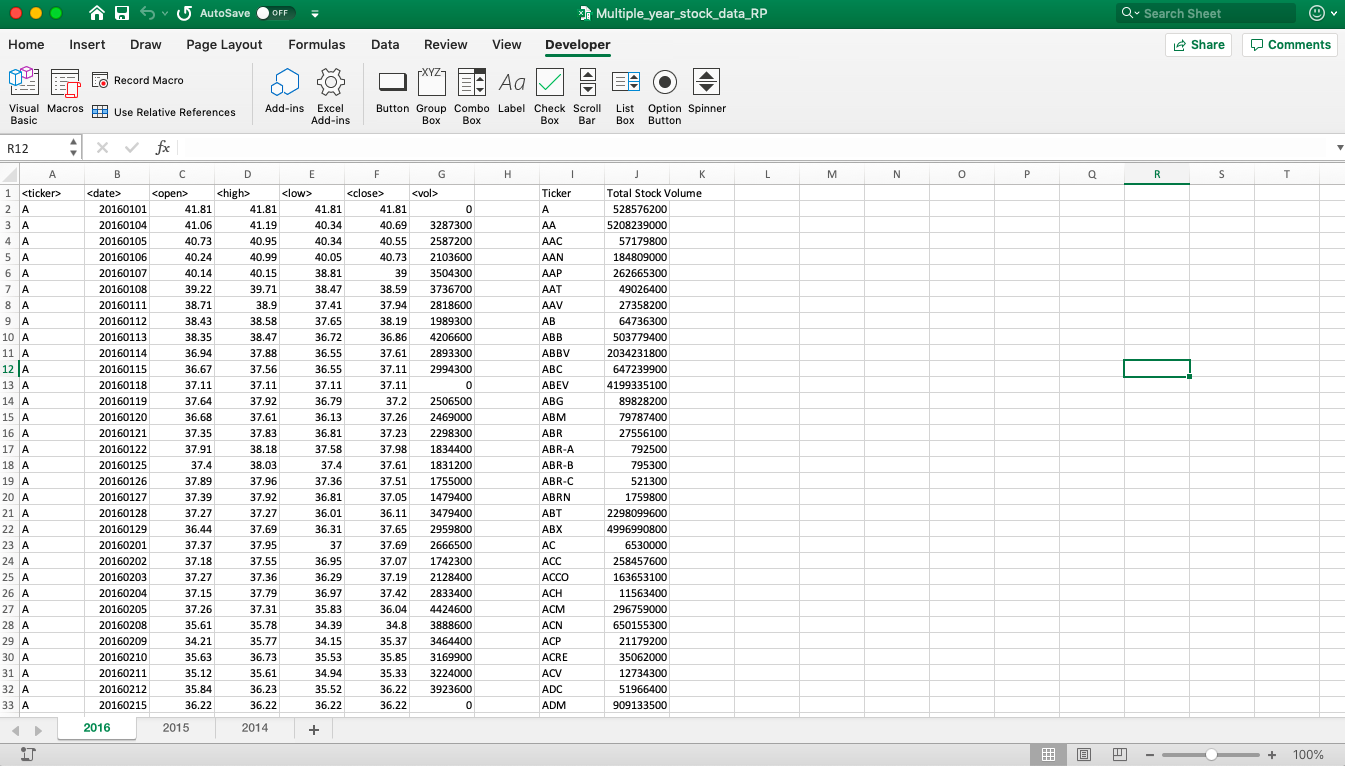 AutoSave OFF Multiple_year_stock_data_RP Search Sheet
Home Insert Draw Page Layout Formulas Data Review View Developer Share Comments
Visual Basic
Macros
Record Macro
Use Relative References
Add-ins
Excel Add-ins
Button
XYZ
Group Box
Combo Box
Aa
Label
Check Box
Scroll Bar
List Box
Option Button
Spinner
R12 fx
A B C D E F G H I J K L M N O P Q R S T
1 <ticker> <date> <open> <high> <low> <close> <vol> Ticker Total Stock Volume
2 A 20160101 41.81 41.81 41.81 41.81 0 A 528576200
3 A 20160104 41.06 41.19 40.34 40.69 3287300 AA 5208239000
4 A 20160105 40.73 40.95 40.34 40.55 2587200 AAC 57179800
5 A 20160106 40.24 40.99 40.05 40.73 2103600 AAN 184809000
6 A 20160107 40.14 40.15 38.81 39 3504300 AAP 262665300
7 A 20160108 39.22 39.71 38.47 38.59 3736700 AAT 49026400
8 A 20160111 38.71 38.9 37.41 37.94 2818600 AAV 27358200
9 A 20160112 38.43 38.58 37.65 38.19 1989300 AB 64736300
10 A 20160113 38.35 38.47 36.72 36.86 4206600 ABB 503779400
11 A 20160114 36.94 37.88 36.55 37.61 2893300 ABBV 2034231800
12 A 20160115 36.67 37.56 36.55 37.11 2994300 ABC 647239900
13 A 20160118 37.11 37.11 37.11 37.11 0 ABEV 4199335100
14 A 20160119 37.64 37.92 36.79 37.2 2506500 ABG 89828200
15 A 20160120 36.68 37.61 36.13 37.26 2469000 ABM 79787400
16 A 20160121 37.35 37.83 36.81 37.23 2298300 ABR 27556100
17 A 20160122 37.91 38.18 37.58 37.98 1834400 ABR-A 792500
18 A 20160125 37.4 38.03 37.4 37.61 1831200 ABR-B 795300
19 A 20160126 37.89 37.96 37.36 37.51 1755000 ABR-C 521300
20 A 20160127 37.39 37.92 36.81 37.05 1479400 ABRN 1759800
21 A 20160128 37.27 37.27 36.01 36.11 3479400 ABT 2298099600
22 A 20160129 36.44 37.69 36.31 37.65 2959800 ABX 4996990800
23 A 20160201 37.37 37.95 37 37.69 2666500 AC 6530000
24 A 20160202 37.18 37.55 36.95 37.07 1742300 ACC 258457600
25 A 20160203 37.27 37.36 36.29 37.19 2128400 ACCO 163653100
26 A 20160204 37.15 37.79 36.97 37.42 2833400 ACH 11563400
27 A 20160205 37.26 37.31 35.83 36.04 4424600 ACM 296759000
28 A 20160208 35.61 35.78 34.39 34.8 3888600 ACN 650155300
29 A 20160209 34.21 35.77 34.15 35.37 3464400 ACP 21179200
30 A 20160210 35.63 36.73 35.53 35.85 3169900 ACRE 35062000
31 A 20160211 35.12 35.61 34.94 35.33 3224000 ACV 12734300
32 A 20160212 35.84 36.23 35.52 36.22 3923600 ADC 51966400
33 A 20160215 36.22 36.22 36.22 36.22 0 ADM 909133500
2016 2015 2014 +
100%